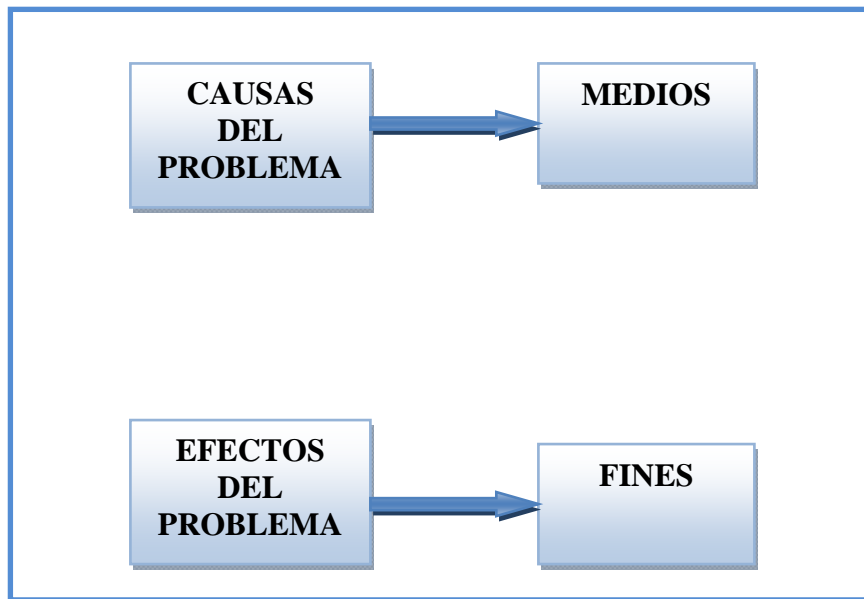 CAUSAS
DEL
PROBLEMA
MEDIOS
EFECTOS
DEL
PROBLEMA
FINES